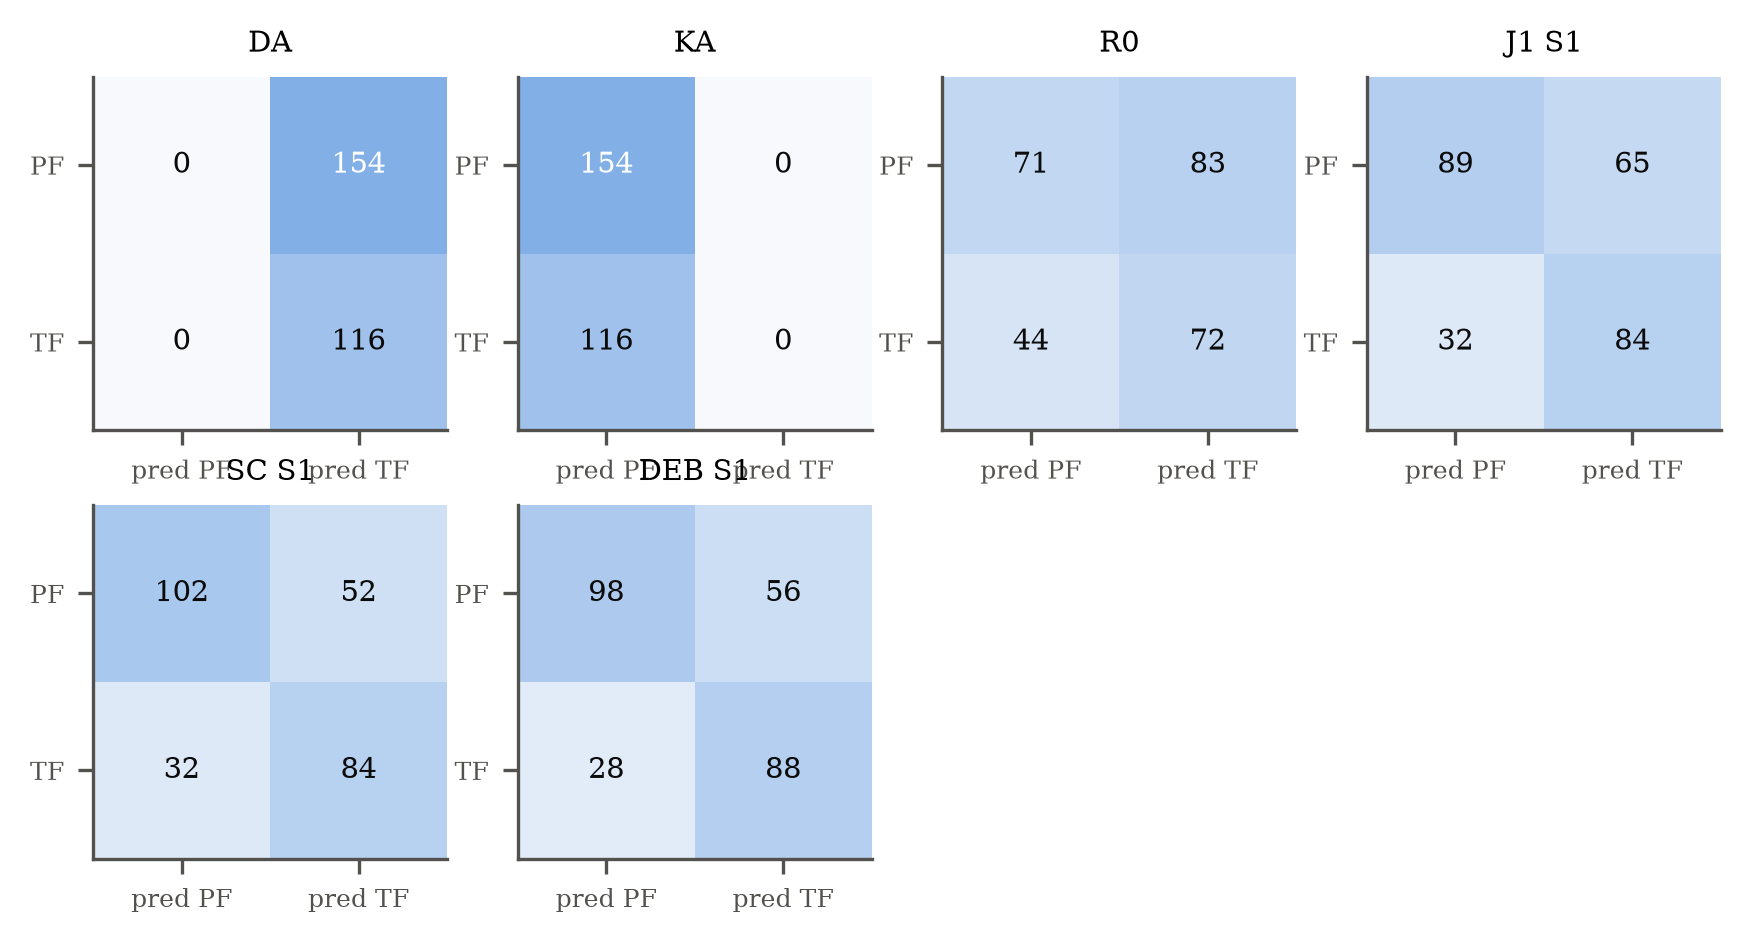 DA KA R0 J1 S1
PF 0 154 PF 154 0 PF 71 83 PF 89 65
TF 0 116 TF 116 0 TF 44 72 TF 32 84
pred PF pred TF pred PF pred TF pred PF pred TF pred PF pred TF
SC S1 DEB S1
PF 102 52 PF 98 56
TF 32 84 TF 28 88
pred PF pred TF pred PF pred TF